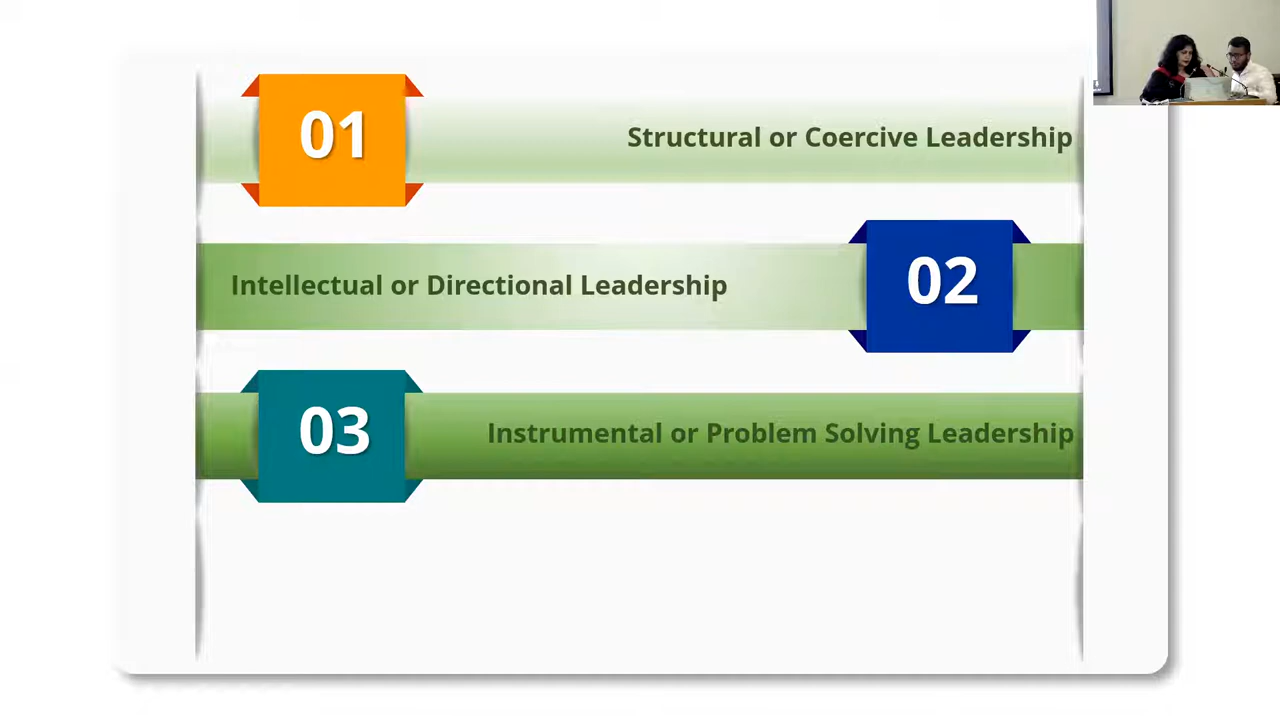 01
Structural or Coercive Leadership
Intellectual or Directional Leadership
02
03
Instrumental or Problem Solving Leadership